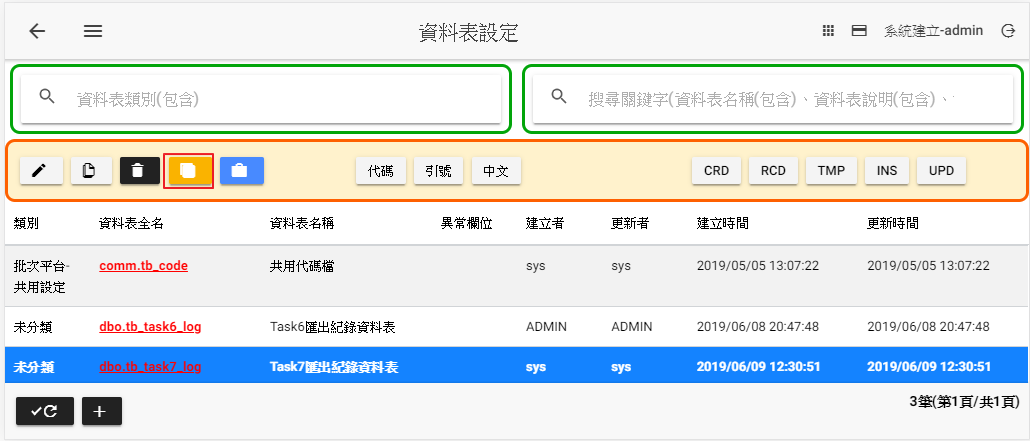 資料表設定
系統建立-admin
資料表類別(包含)
搜尋關鍵字(資料表名稱(包含)、資料表說明(包含)、
代碼 引號 中文 CRD RCD TMP INS UPD
類別 資料表全名 資料表名稱 異常欄位 建立者 更新者 建立時間 更新時間
批次平台- comm.tb_code 共用代碼檔 sys sys 2019/05/05 13:07:22 2019/05/05 13:07:22
共用設定
未分類 dbo.tb_task6_log Task6匯出紀錄資料表 ADMIN ADMIN 2019/06/08 20:47:48 2019/06/08 20:47:48
未分類 dbo.tb_task7_log Task7匯出紀錄資料表 sys sys 2019/06/09 12:30:51 2019/06/09 12:30:51
3筆(第1頁/共1頁)